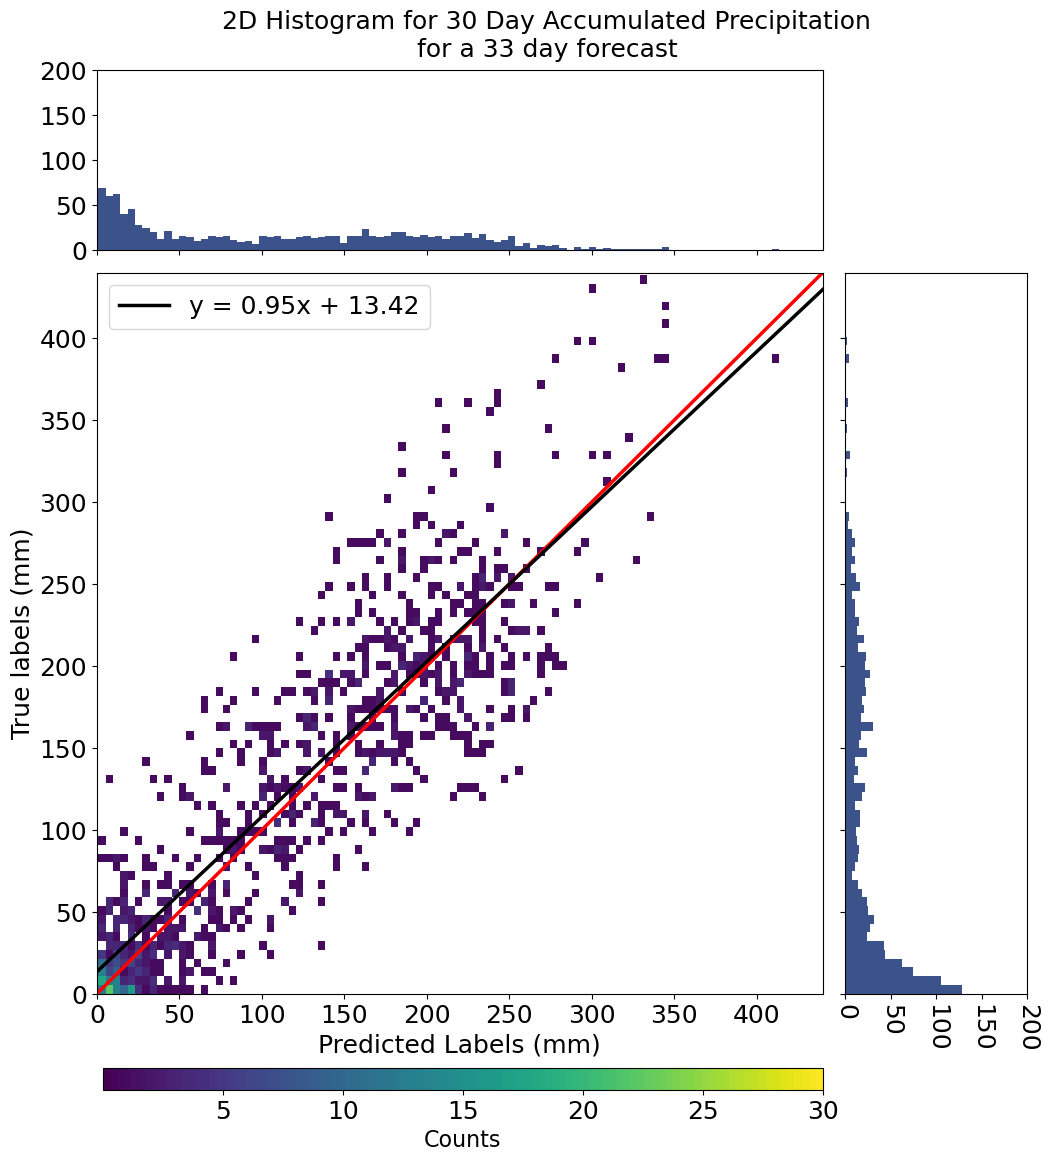 2D Histogram for 30 Day Accumulated Precipitation
for a 33 day forecast
200
150
100
50
0
y = 0.95x + 13.42
400
350
300
250
200
150
100
50
0
True labels (mm)
0 50 100 150 200 250 300 350 400
Predicted Labels (mm)
0 50 100 150 200
5 10 15 20 25 30
Counts